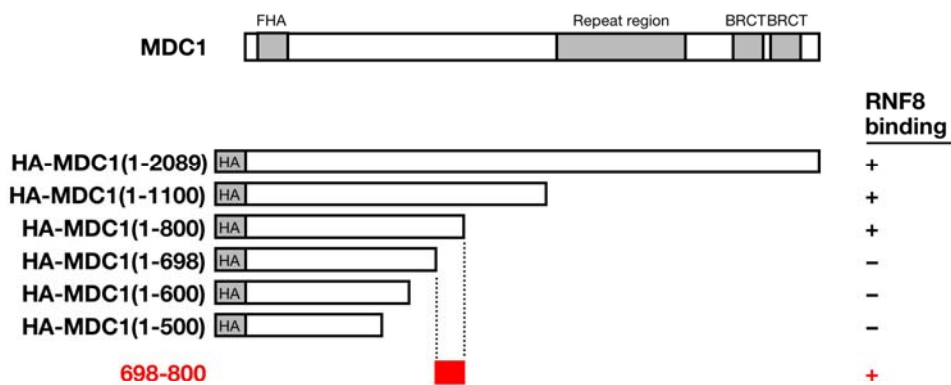 FHA Repeat region BRCT BRCT
MDC1
RNF8
binding
HA-MDC1(1-2089) HA +
HA-MDC1(1-1100) HA +
HA-MDC1(1-800) HA +
HA-MDC1(1-698) HA –
HA-MDC1(1-600) HA –
HA-MDC1(1-500) HA –
698-800 +